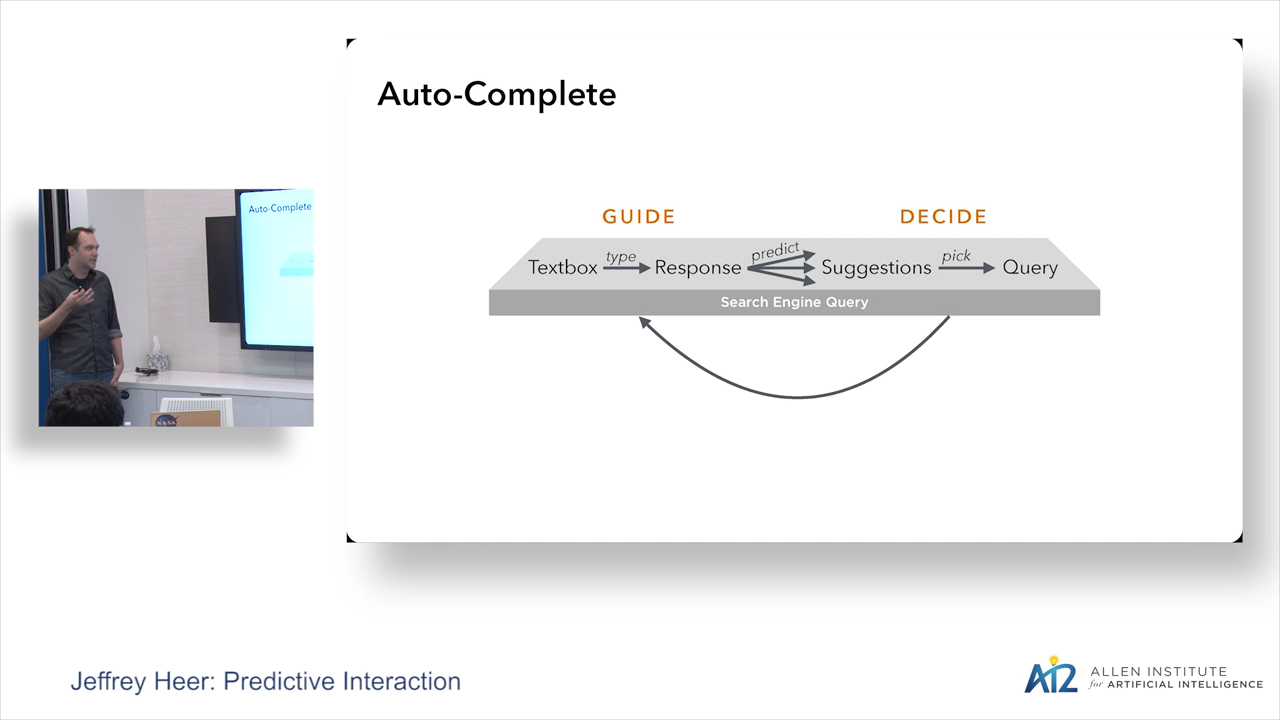 Auto-Complete
GUIDE
DECIDE
Textbox type Response predict Suggestions pick Query
Search Engine Query
Auto-Complete
NASA
Jeffrey Heer: Predictive Interaction
AI2 ALLEN INSTITUTE
for ARTIFICIAL INTELLIGENCE